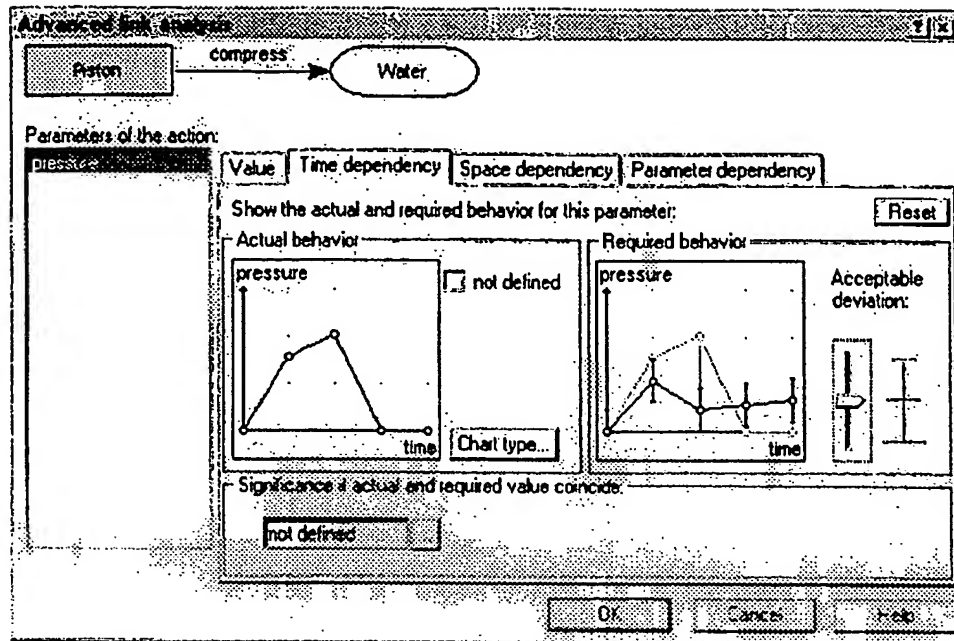 Advanced link analysis
Piston
compress
Water
Parameters of the action:
pressure
Value
Time dependency
Space dependency
Parameter dependency
Show the actual and required behavior for this parameter:
Reset
Actual behavior
pressure
time
not defined
Chart type...
Required behavior
pressure
time
Acceptable
deviation:
Significance if actual and required value coincide:
not defined
OK
Cancel
Help